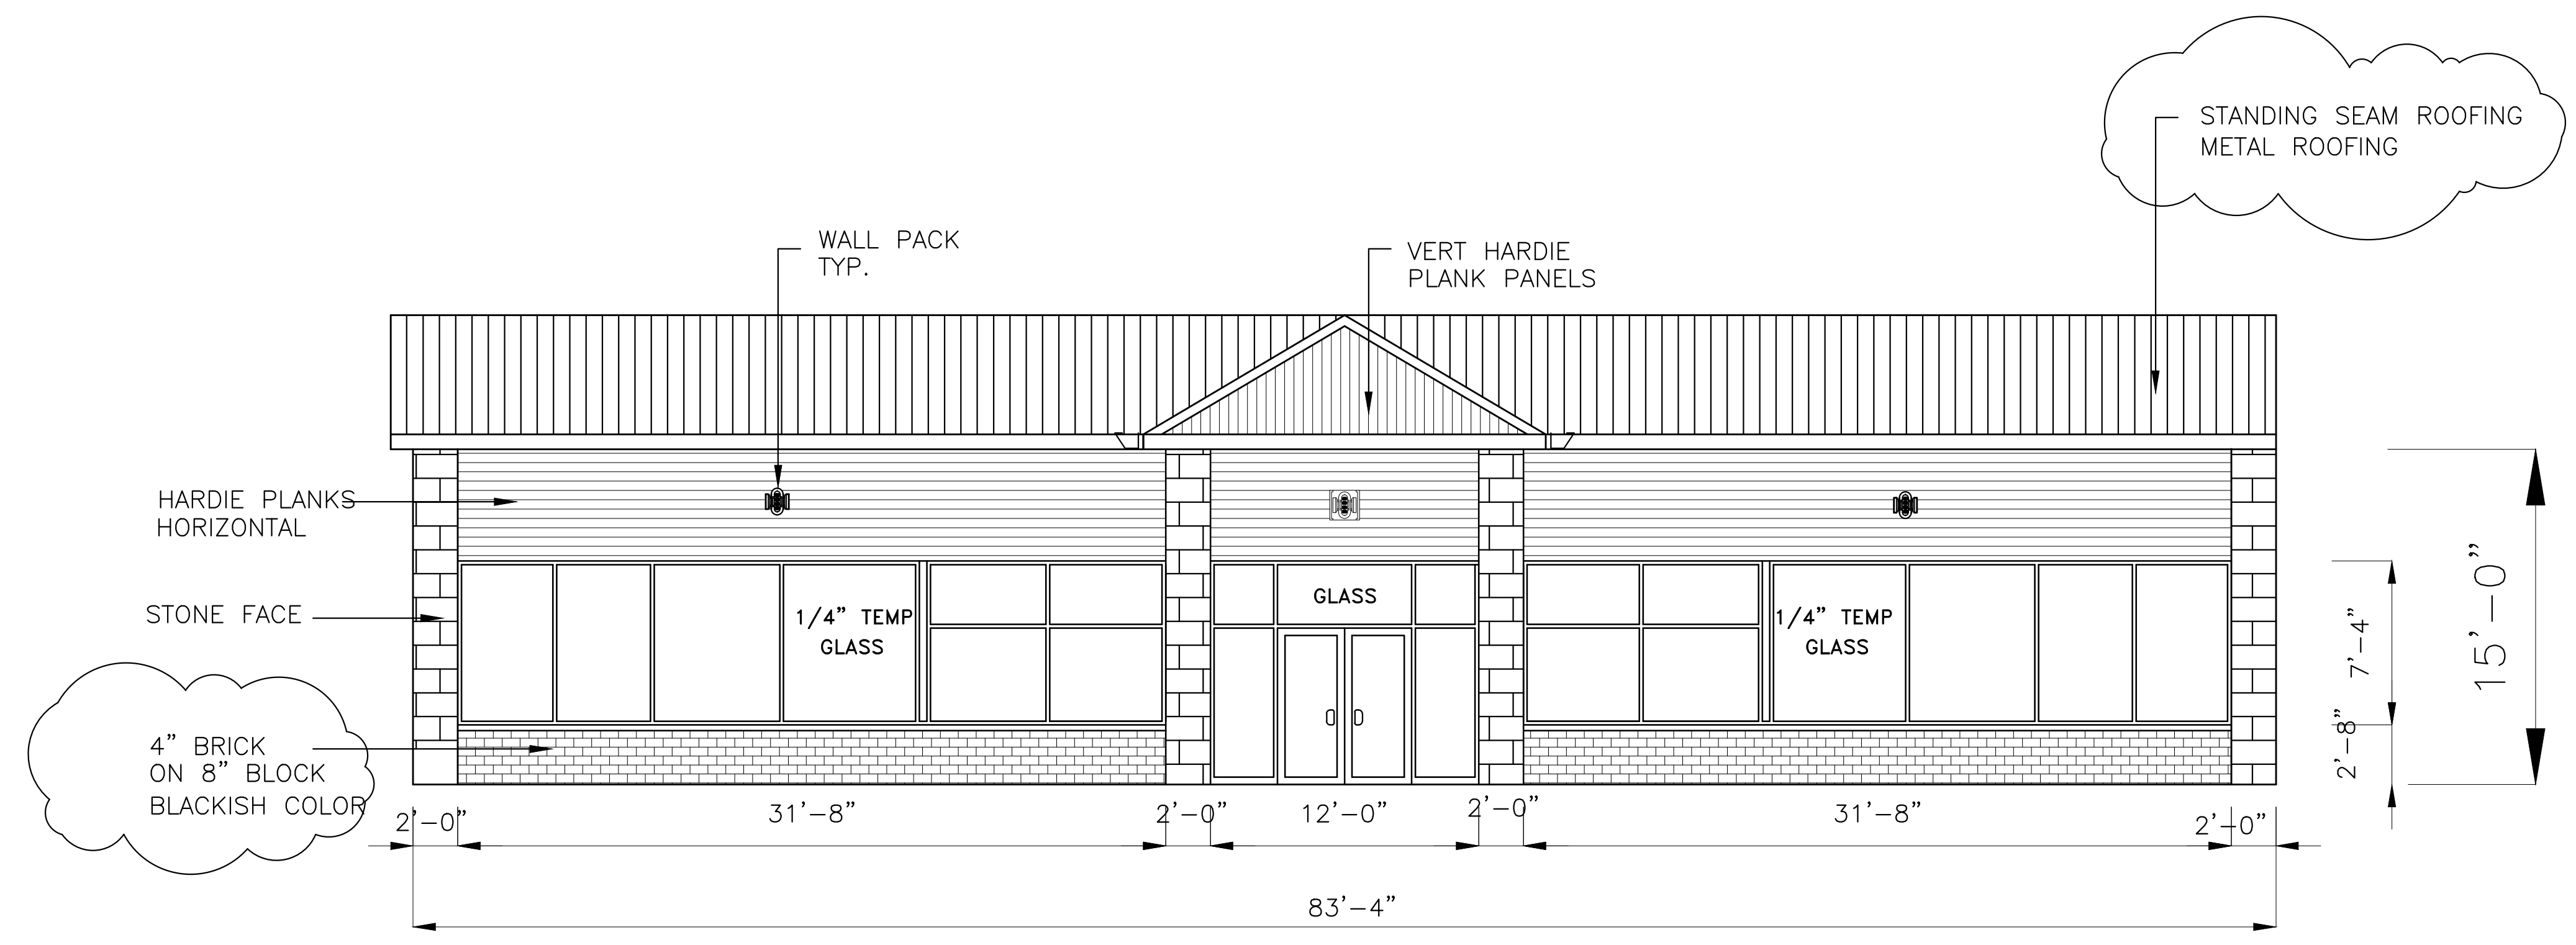 STANDING SEAM ROOFING
METAL ROOFING
WALL PACK
TYP.
VERT HARDIE
PLANK PANELS
HARDIE PLANKS
HORIZONTAL
STONE FACE
4" BRICK
ON 8" BLOCK
BLACKISH COLOR
1/4" TEMP
GLASS
GLASS
1/4" TEMP
GLASS
7'-4"
2'-8"
15'-0"
2'-0"
31'-8"
2'-0"
12'-0"
2'-0"
31'-8"
2'-0"
83'-4"